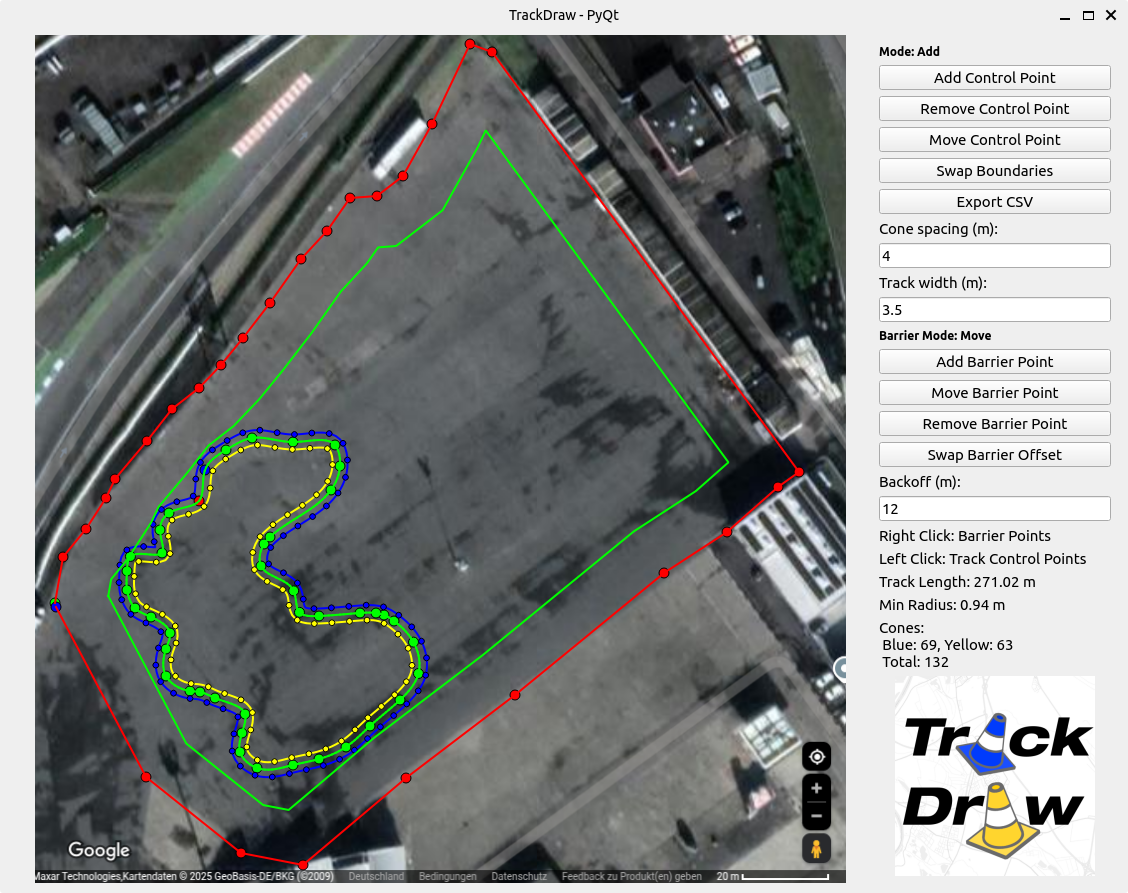 TrackDraw - PyQt
Mode: Add
Add Control Point
Remove Control Point
Move Control Point
Swap Boundaries
Export CSV
Cone spacing (m):
4
Track width (m):
3.5
Barrier Mode: Move
Add Barrier Point
Move Barrier Point
Remove Barrier Point
Swap Barrier Offset
Backoff (m):
12
Right Click: Barrier Points
Left Click: Track Control Points
Track Length: 271.02 m
Min Radius: 0.94 m
Cones:
Blue: 69, Yellow: 63
Total: 132
Track
Draw
Google
Maxar Technologies,Kartendaten © 2025 GeoBasis-DE/BKG (©2009) Deutschland Bedingungen Datenschutz Feedback zu Produkt(en) geben 20 m